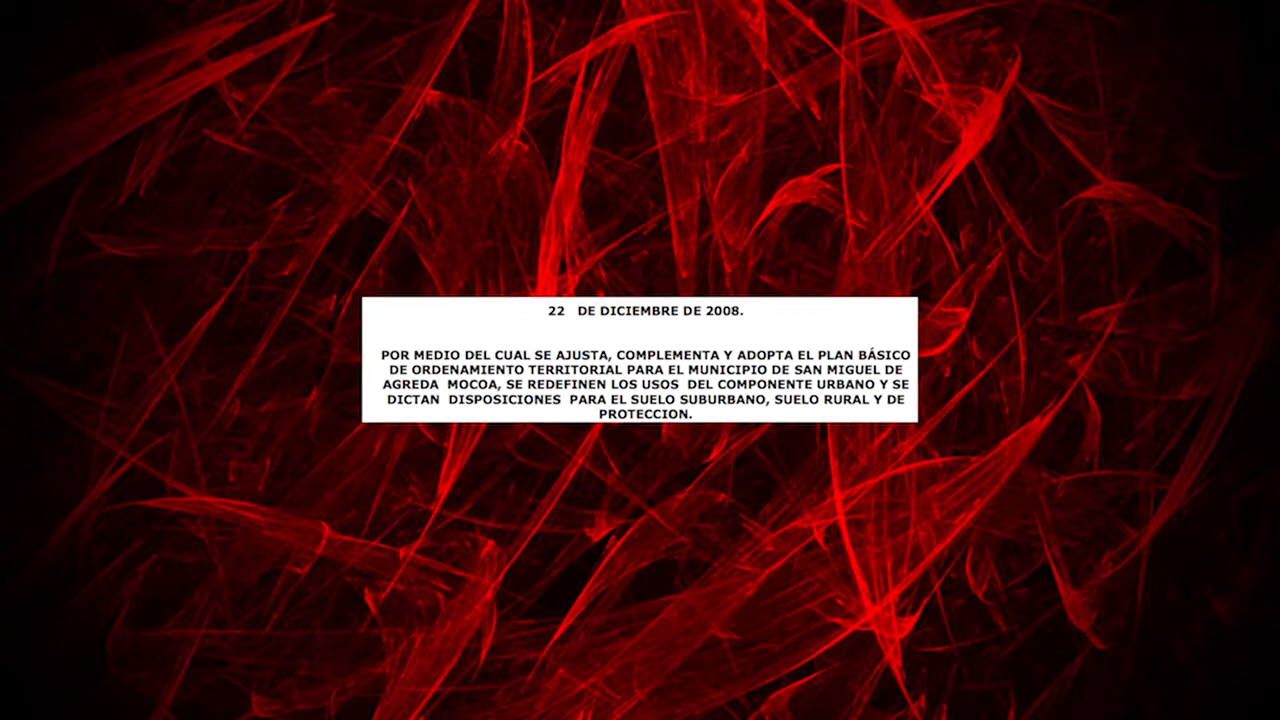 22 DE DICIEMBRE DE 2008.
POR MEDIO DEL CUAL SE AJUSTA, COMPLEMENTA Y ADOPTA EL PLAN BÁSICO
DE ORDENAMIENTO TERRITORIAL PARA EL MUNICIPIO DE SAN MIGUEL DE
AGREDA MOCOA, SE REDEFINEN LOS USOS DEL COMPONENTE URBANO Y SE
DICTAN DISPOSICIONES PARA EL SUELO SUBURBANO, SUELO RURAL Y DE
PROTECCION.